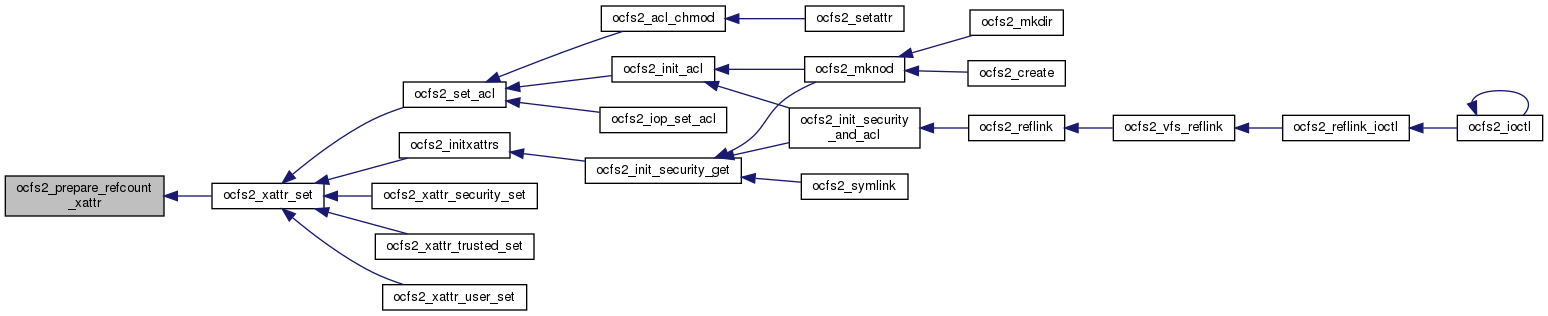 ocfs2_prepare_refcount
_xattr
ocfs2_xattr_set
ocfs2_set_acl
ocfs2_initxattrs
ocfs2_xattr_security_set
ocfs2_xattr_trusted_set
ocfs2_xattr_user_set
ocfs2_acl_chmod
ocfs2_init_acl
ocfs2_iop_set_acl
ocfs2_init_security_get
ocfs2_setattr
ocfs2_mknod
ocfs2_init_security
_and_acl
ocfs2_symlink
ocfs2_mkdir
ocfs2_create
ocfs2_reflink
ocfs2_vfs_reflink
ocfs2_reflink_ioctl
ocfs2_ioctl